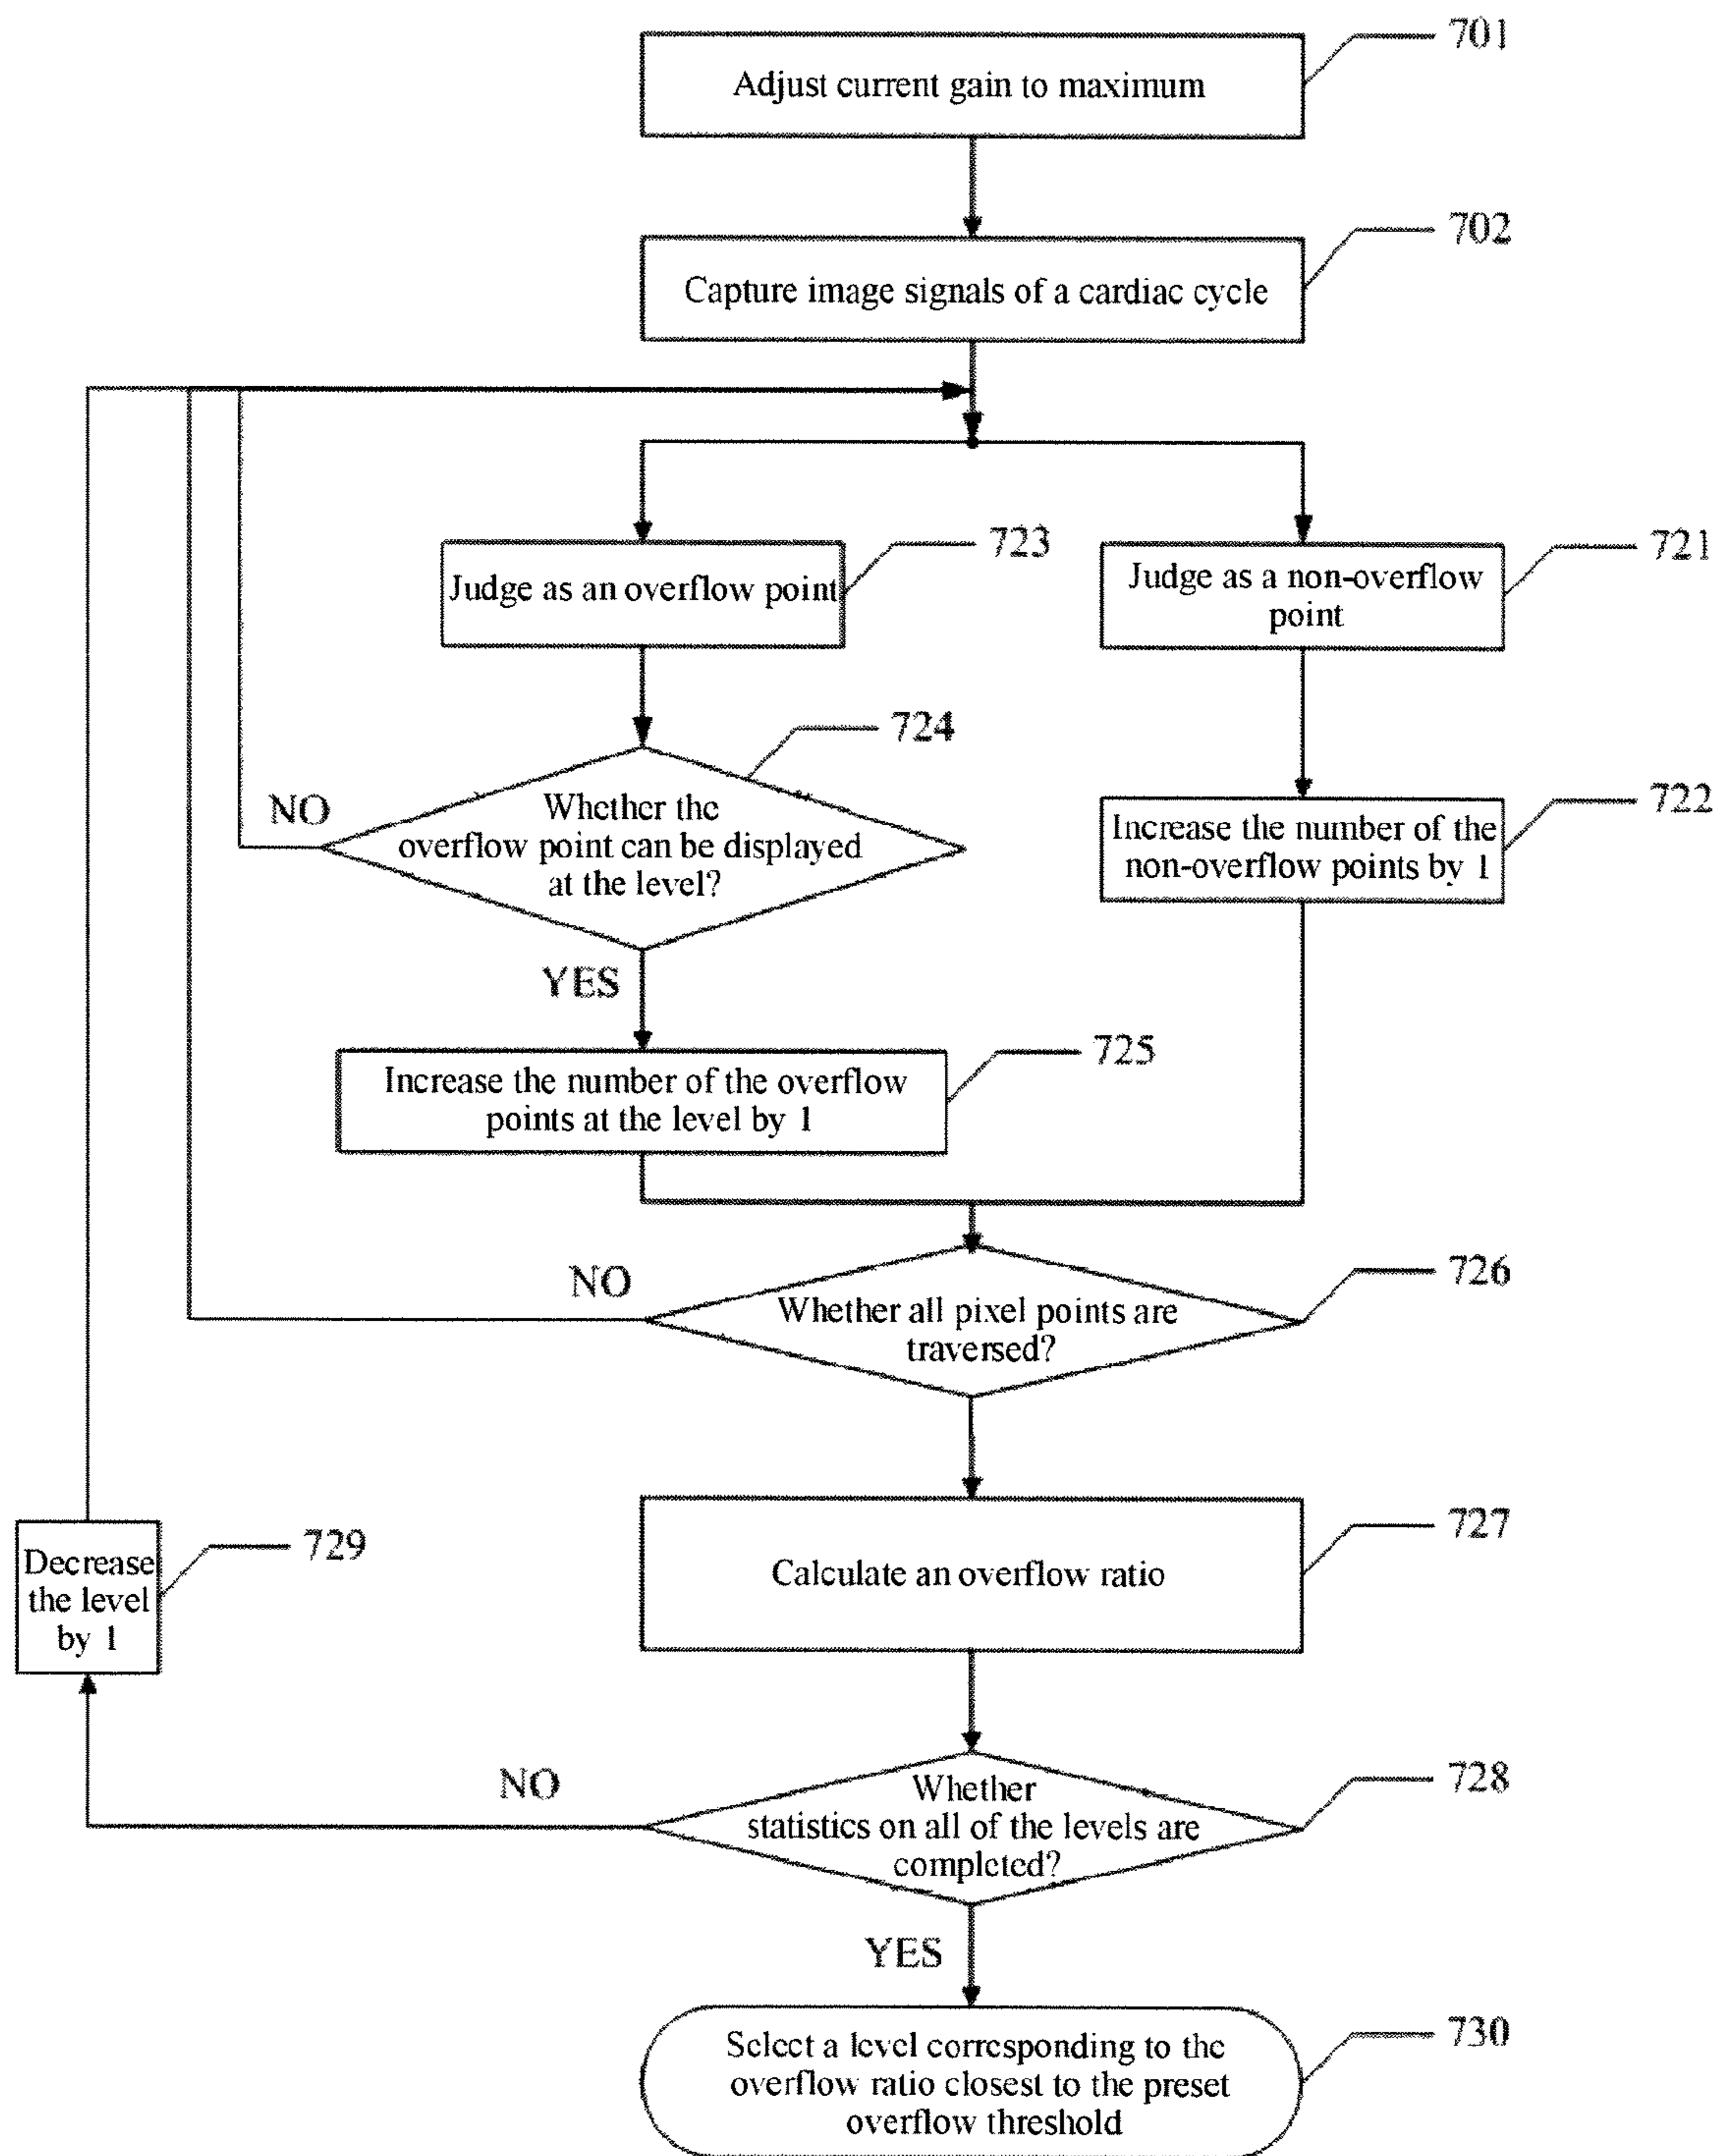 701
Adjust current gain to maximum
702
Capture image signals of a cardiac cycle
723
Judge as an overflow point
721
Judge as a non-overflow
point
724
NO
Whether the
overflow point can be displayed
at the level?
722
Increase the number of the
non-overflow points by 1
YES
725
Increase the number of the overflow
points at the level by 1
NO
726
Whether all pixel points are
traversed?
727
Calculate an overflow ratio
729
Decrease
the level
by 1
NO
728
Whether
statistics on all of the levels are
completed?
YES
730
Select a level corresponding to the
overflow ratio closest to the preset
overflow threshold